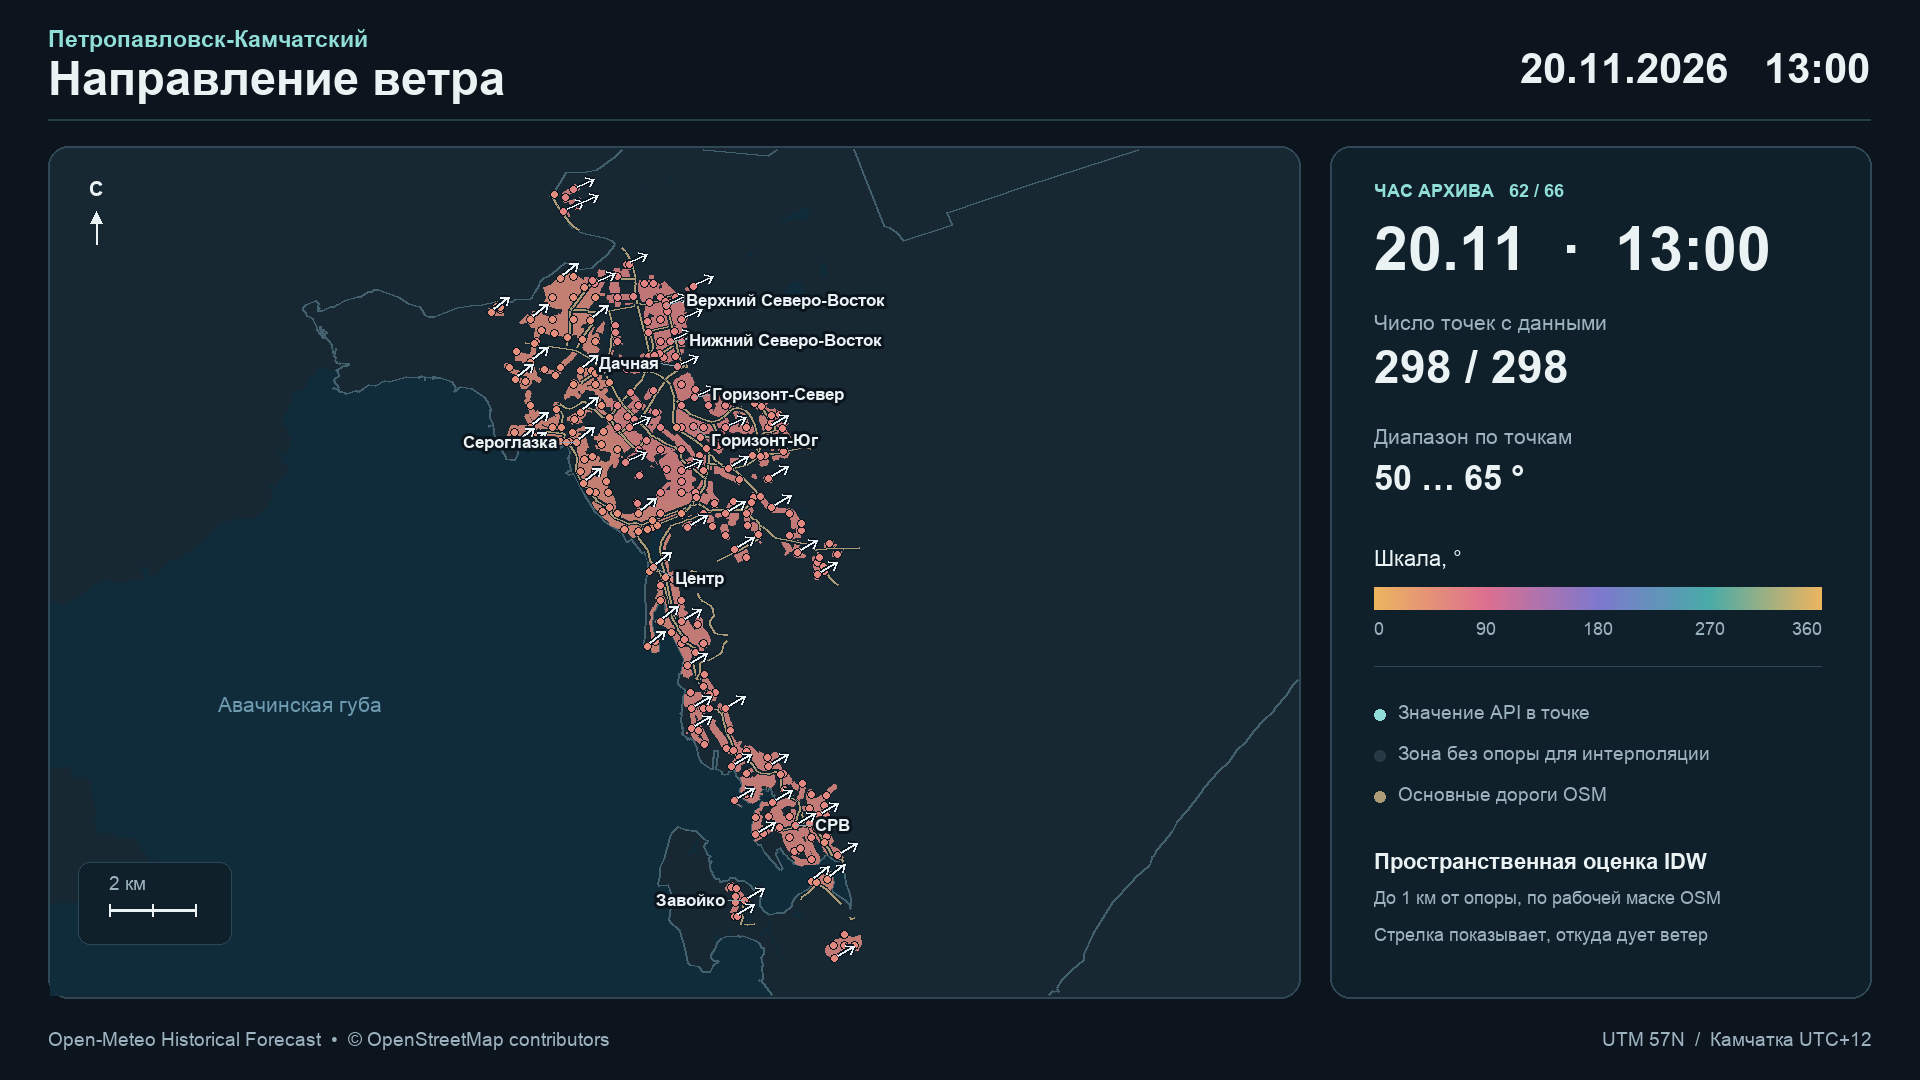 Петропавловск-Камчатский
Направление ветра
20.11.2026 13:00
С
Верхний Северо-Восток
Нижний Северо-Восток
Дачная
Горизонт-Север
Горизонт-Юг
Сероглазка
Центр
Авачинская губа
СРВ
Завойко
2 км
ЧАС АРХИВА 62 / 66
20.11 · 13:00
Число точек с данными
298 / 298
Диапазон по точкам
50 ... 65 °
Шкала, °
0 90 180 270 360
Значение API в точке
Зона без опоры для интерполяции
Основные дороги OSM
Пространственная оценка IDW
До 1 км от опоры, по рабочей маске OSM
Стрелка показывает, откуда дует ветер
Open-Meteo Historical Forecast • © OpenStreetMap contributors
UTM 57N / Камчатка UTC+12